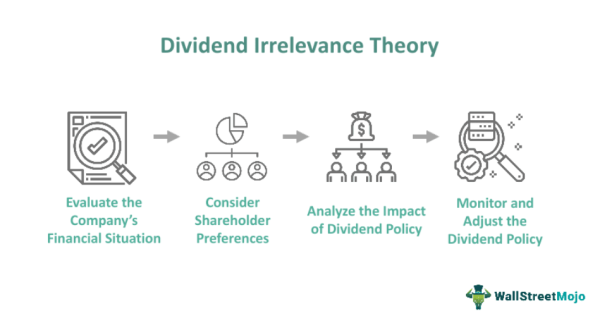 Dividend Irrelevance Theory
$
Evaluate the
Company's
Financial Situation
Consider
Shareholder
Preferences
Analyze the Impact
of Dividend Policy
Monitor and
Adjust the
Dividend Policy
WallStreetMojo